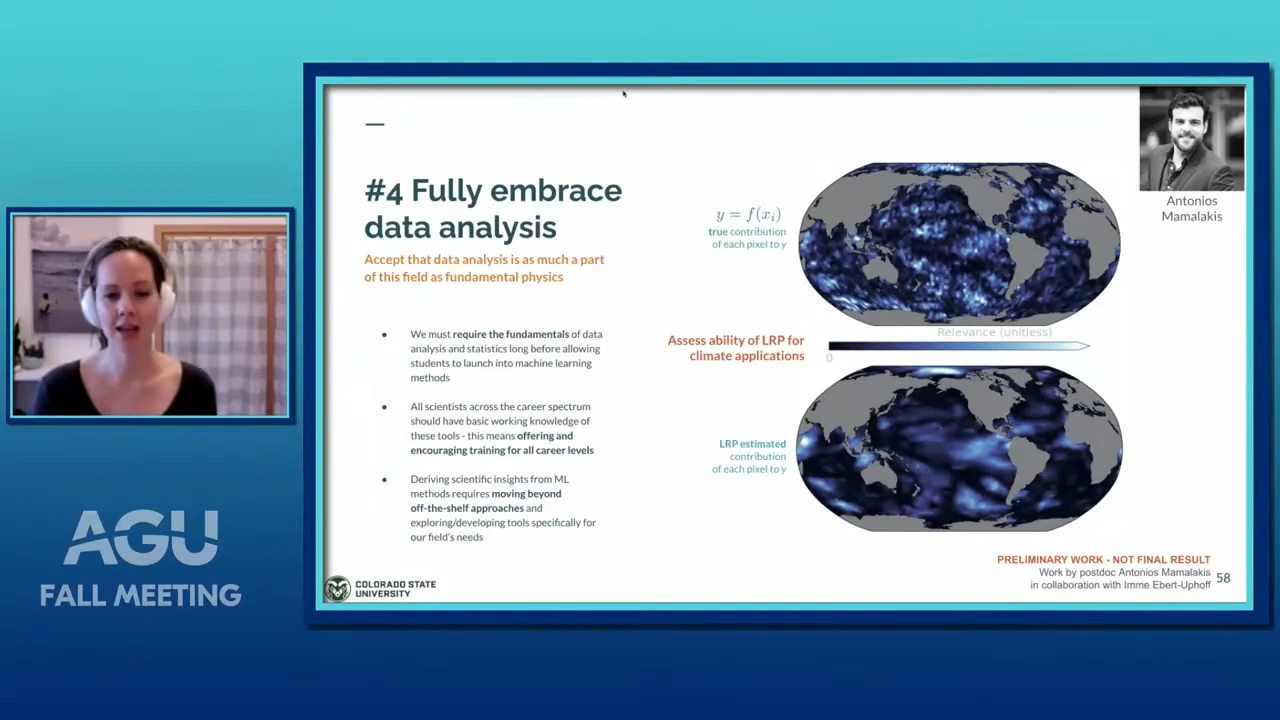 #4 Fully embrace
data analysis
Accept that data analysis is as much a part
of this field as fundamental physics
• We must require the fundamentals of data
analysis and statistics long before allowing
students to launch into machine learning
methods
• All scientists across the career spectrum
should have basic working knowledge of
these tools - this means offering and
encouraging training for all career levels
• Deriving scientific insights from ML
methods requires moving beyond
off-the-shelf approaches and
exploring/developing tools specifically for
our field's needs
COLORADO STATE
UNIVERSITY
y = f(xᵢ)
true contribution
of each pixel to y
Assess ability of LRP for
climate applications
Relevance (unitless)
0
LRP estimated
contribution
of each pixel to y
Antonios
Mamalakis
PRELIMINARY WORK - NOT FINAL RESULT
Work by postdoc Antonios Mamalakis
in collaboration with Imme Ebert-Uphoff
58
AGU
FALL MEETING